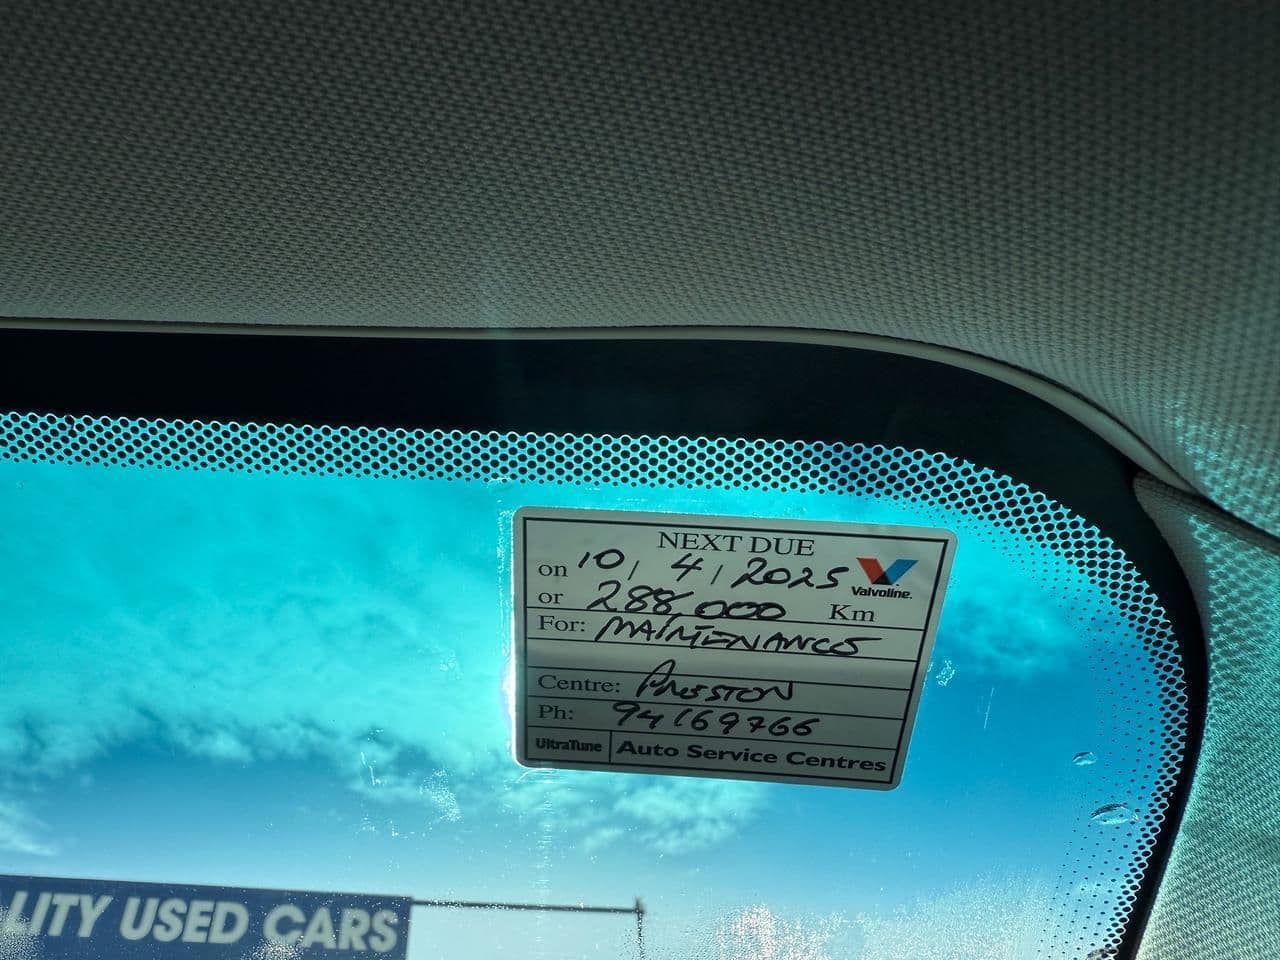 NEXT DUE
on 10/4/2025
Valvoline.
or 288,000 Km
For: MAINTENANCE
Centre: PRESTON
Ph: 94169766
UltraTune Auto Service Centres
LITY USED CARS